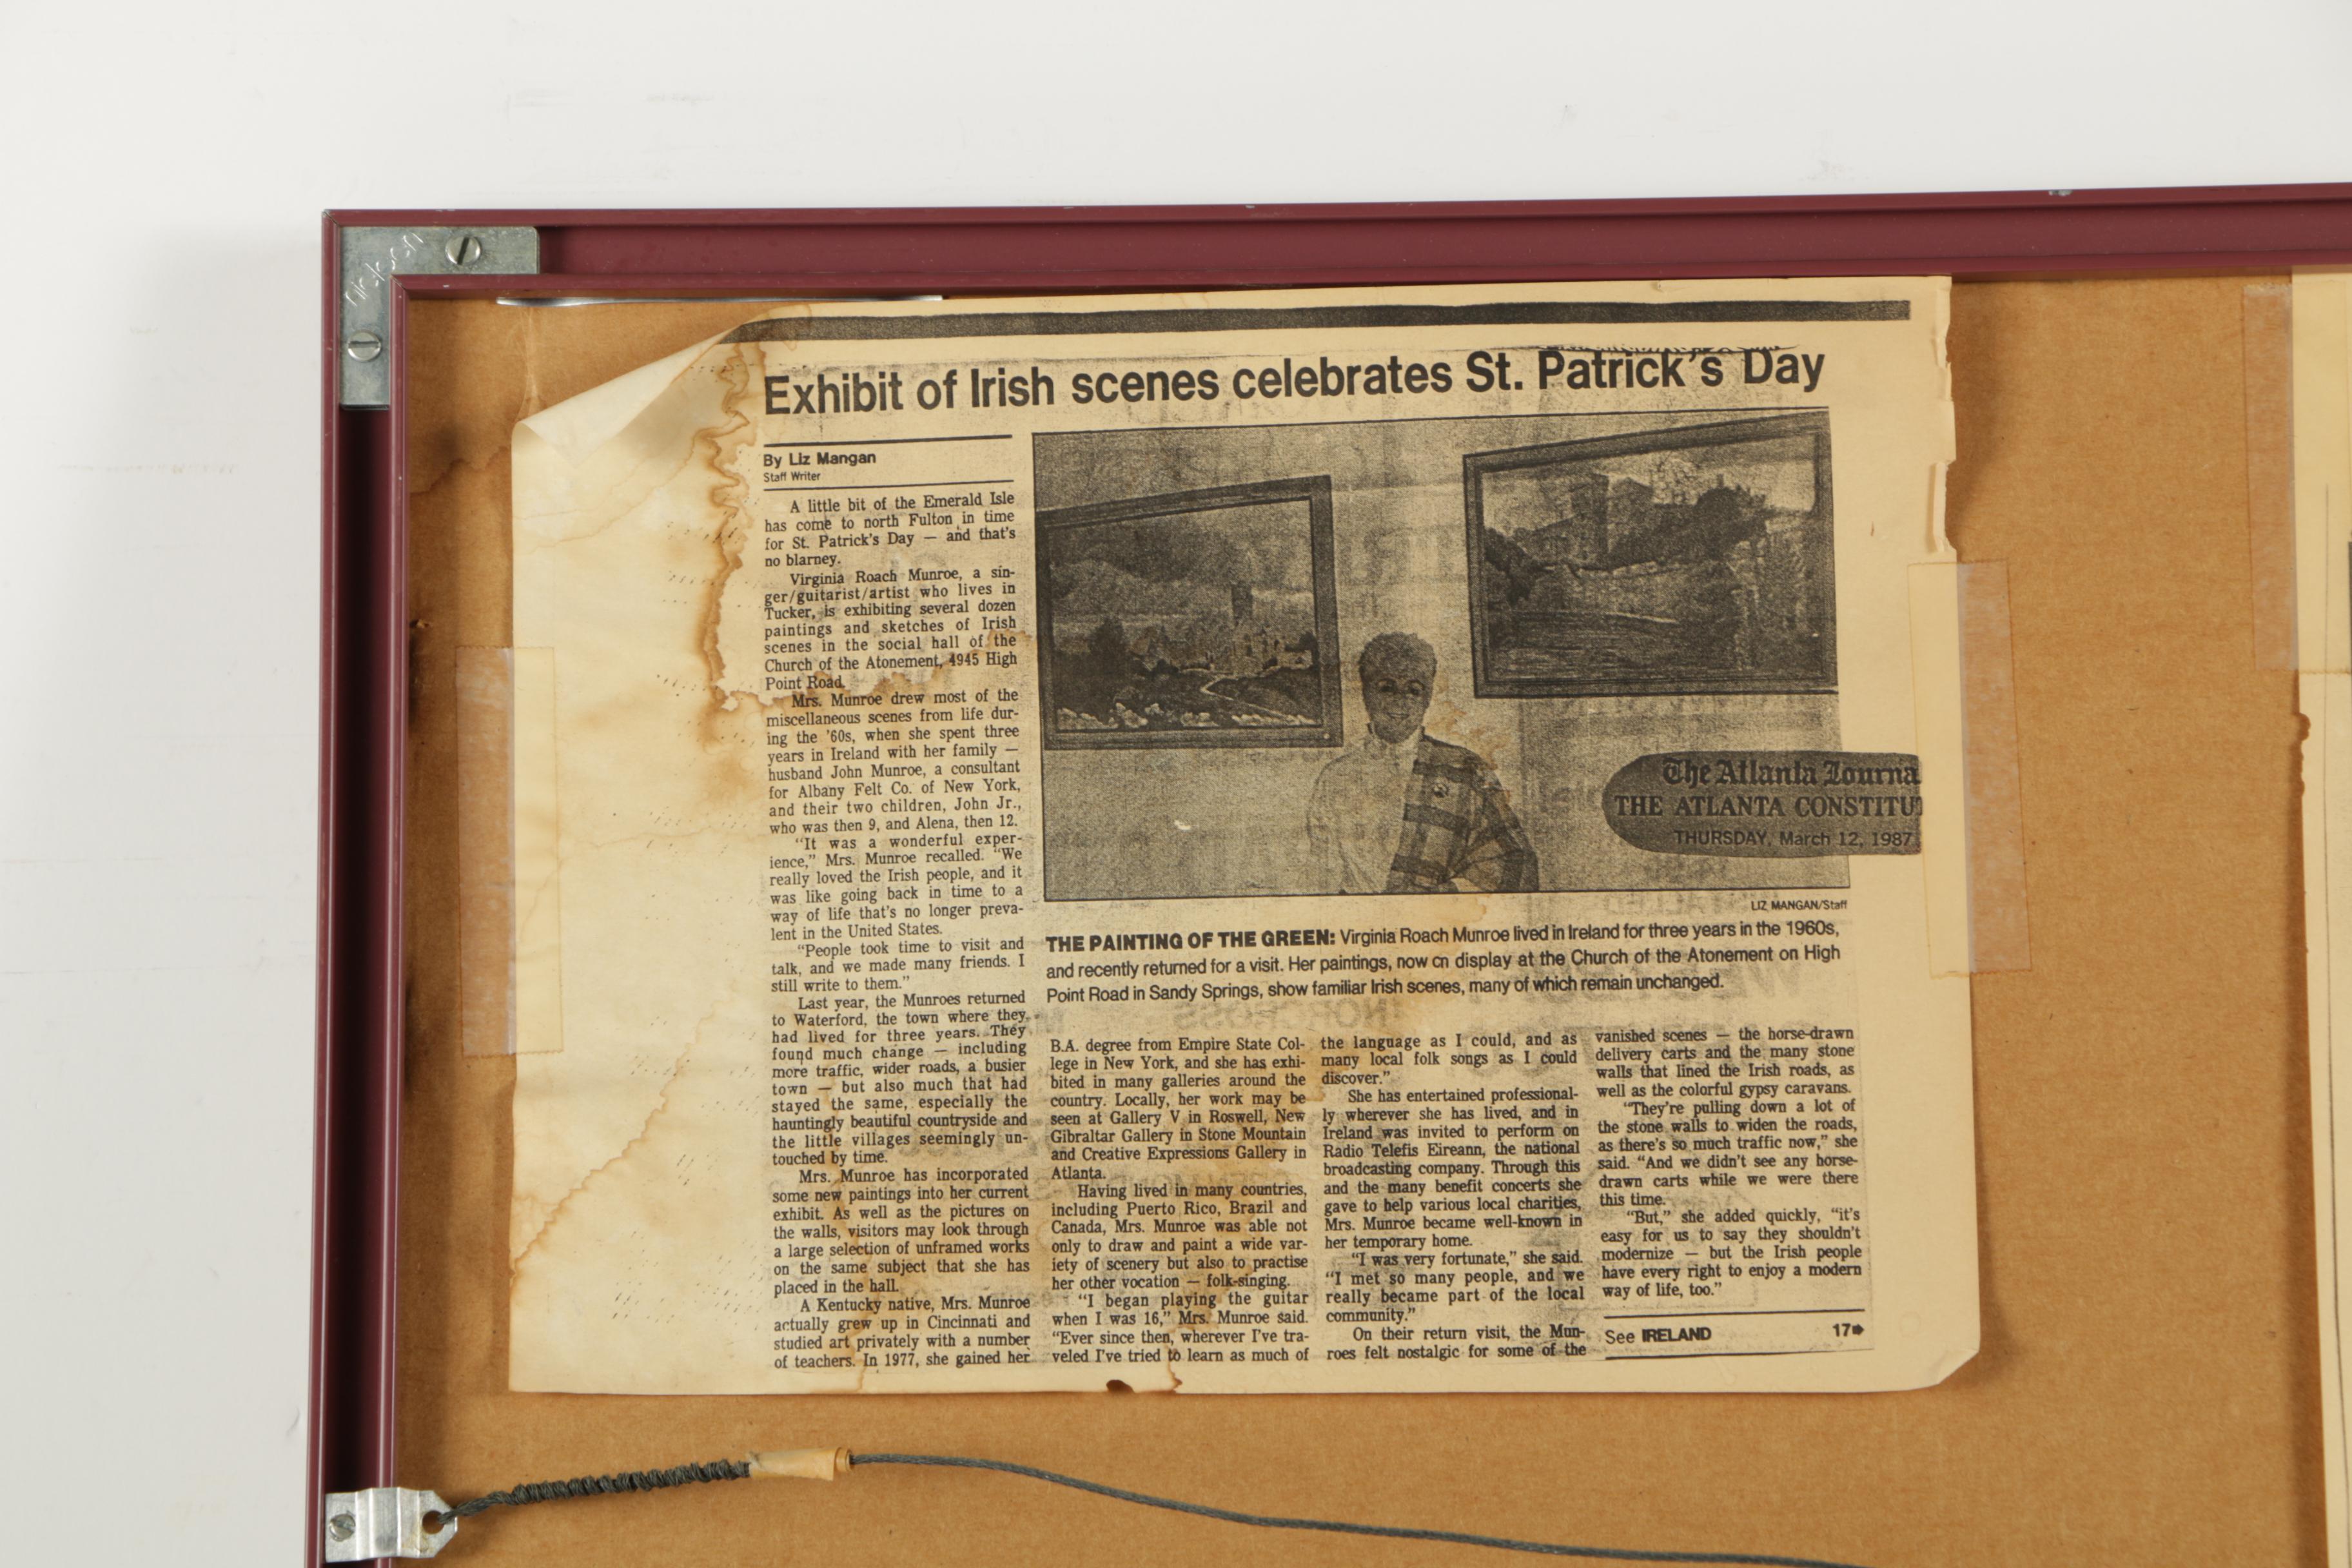 Exhibit of Irish scenes celebrates St. Patrick's Day
By Liz Mangan
Staff Writer
A little bit of the Emerald Isle
has come to north Fulton in time
for St. Patrick's Day — and that's
no blarney.
Virginia Roach Munroe, a sin-
ger/guitarist/artist who lives in
Tucker, is exhibiting several dozen
paintings and sketches of Irish
scenes in the social hall of the
Church of the Atonement, 4945 High
Point Road.
Mrs. Munroe drew most of the
miscellaneous scenes from life dur-
ing the '60s, when she spent three
years in Ireland with her family —
husband John Munroe, a consultant
for Albany Felt Co. of New York,
and their two children, John Jr.,
who was then 9, and Alena, then 12.
"It was a wonderful exper-
ience," Mrs. Munroe recalled. "We
really loved the Irish people, and it
was like going back in time to a
way of life that's no longer preva-
lent in the United States.
"People took time to visit and
talk, and we made many friends. I
still write to them."
Last year, the Munroes returned
to Waterford, the town where they
had lived for three years. They
found much change — including
more traffic, wider roads, a busier
town — but also much that had
stayed the same, especially the
hauntingly beautiful countryside and
the little villages seemingly un-
touched by time.
Mrs. Munroe has incorporated
some new paintings into her current
exhibit. As well as the pictures on
the walls, visitors may look through
a large selection of unframed works
on the same subject that she has
placed in the hall.
A Kentucky native, Mrs. Munroe
actually grew up in Cincinnati and
studied art privately with a number
of teachers. In 1977, she gained her
The Atlanta Journa
THE ATLANTA CONSTITUT
THURSDAY, March 12, 1987
LIZ MANGAN/Staff
THE PAINTING OF THE GREEN: Virginia Roach Munroe lived in Ireland for three years in the 1960s,
and recently returned for a visit. Her paintings, now on display at the Church of the Atonement on High
Point Road in Sandy Springs, show familiar Irish scenes, many of which remain unchanged.
B.A. degree from Empire State Col-
lege in New York, and she has exhi-
bited in many galleries around the
country. Locally, her work may be
seen at Gallery V in Roswell, New
Gibraltar Gallery in Stone Mountain
and Creative Expressions Gallery in
Atlanta.
Having lived in many countries,
including Puerto Rico, Brazil and
Canada, Mrs. Munroe was able not
only to draw and paint a wide var-
iety of scenery but also to practise
her other vocation — folk-singing.
"I began playing the guitar
when I was 16," Mrs. Munroe said.
"Ever since then, wherever I've tra-
veled I've tried to learn as much of
the language as I could, and as
many local folk songs as I could
discover."
She has entertained professional-
ly wherever she has lived, and in
Ireland was invited to perform on
Radio Telefis Eireann, the national
broadcasting company. Through this
and the many benefit concerts she
gave to help various local charities,
Mrs. Munroe became well-known in
her temporary home.
"I was very fortunate," she said.
"I met so many people, and we
really became part of the local
community."
On their return visit, the Mun-
roes felt nostalgic for some of the
vanished scenes — the horse-drawn
delivery carts and the many stone
walls that lined the Irish roads, as
well as the colorful gypsy caravans.
"They're pulling down a lot of
the stone walls to widen the roads,
as there's so much traffic now," she
said. "And we didn't see any horse-
drawn carts while we were there
this time.
"But," she added quickly, "it's
easy for us to say they shouldn't
modernize — but the Irish people
have every right to enjoy a modern
way of life, too."
See IRELAND 17